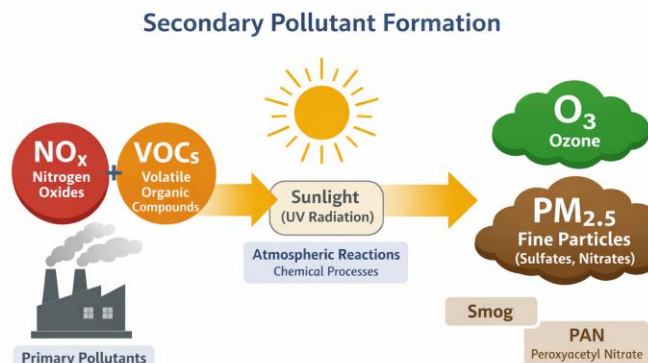 Secondary Pollutant Formation
NOx
Nitrogen
Oxides
+
VOCs
Volatile
Organic
Compounds
Sunlight
(UV Radiation)
Atmospheric Reactions
Chemical Processes
O3
Ozone
PM2.5
Fine Particles
(Sulfates, Nitrates)
Smog
PAN
Peroxyacetyl Nitrate
Primary Pollutants